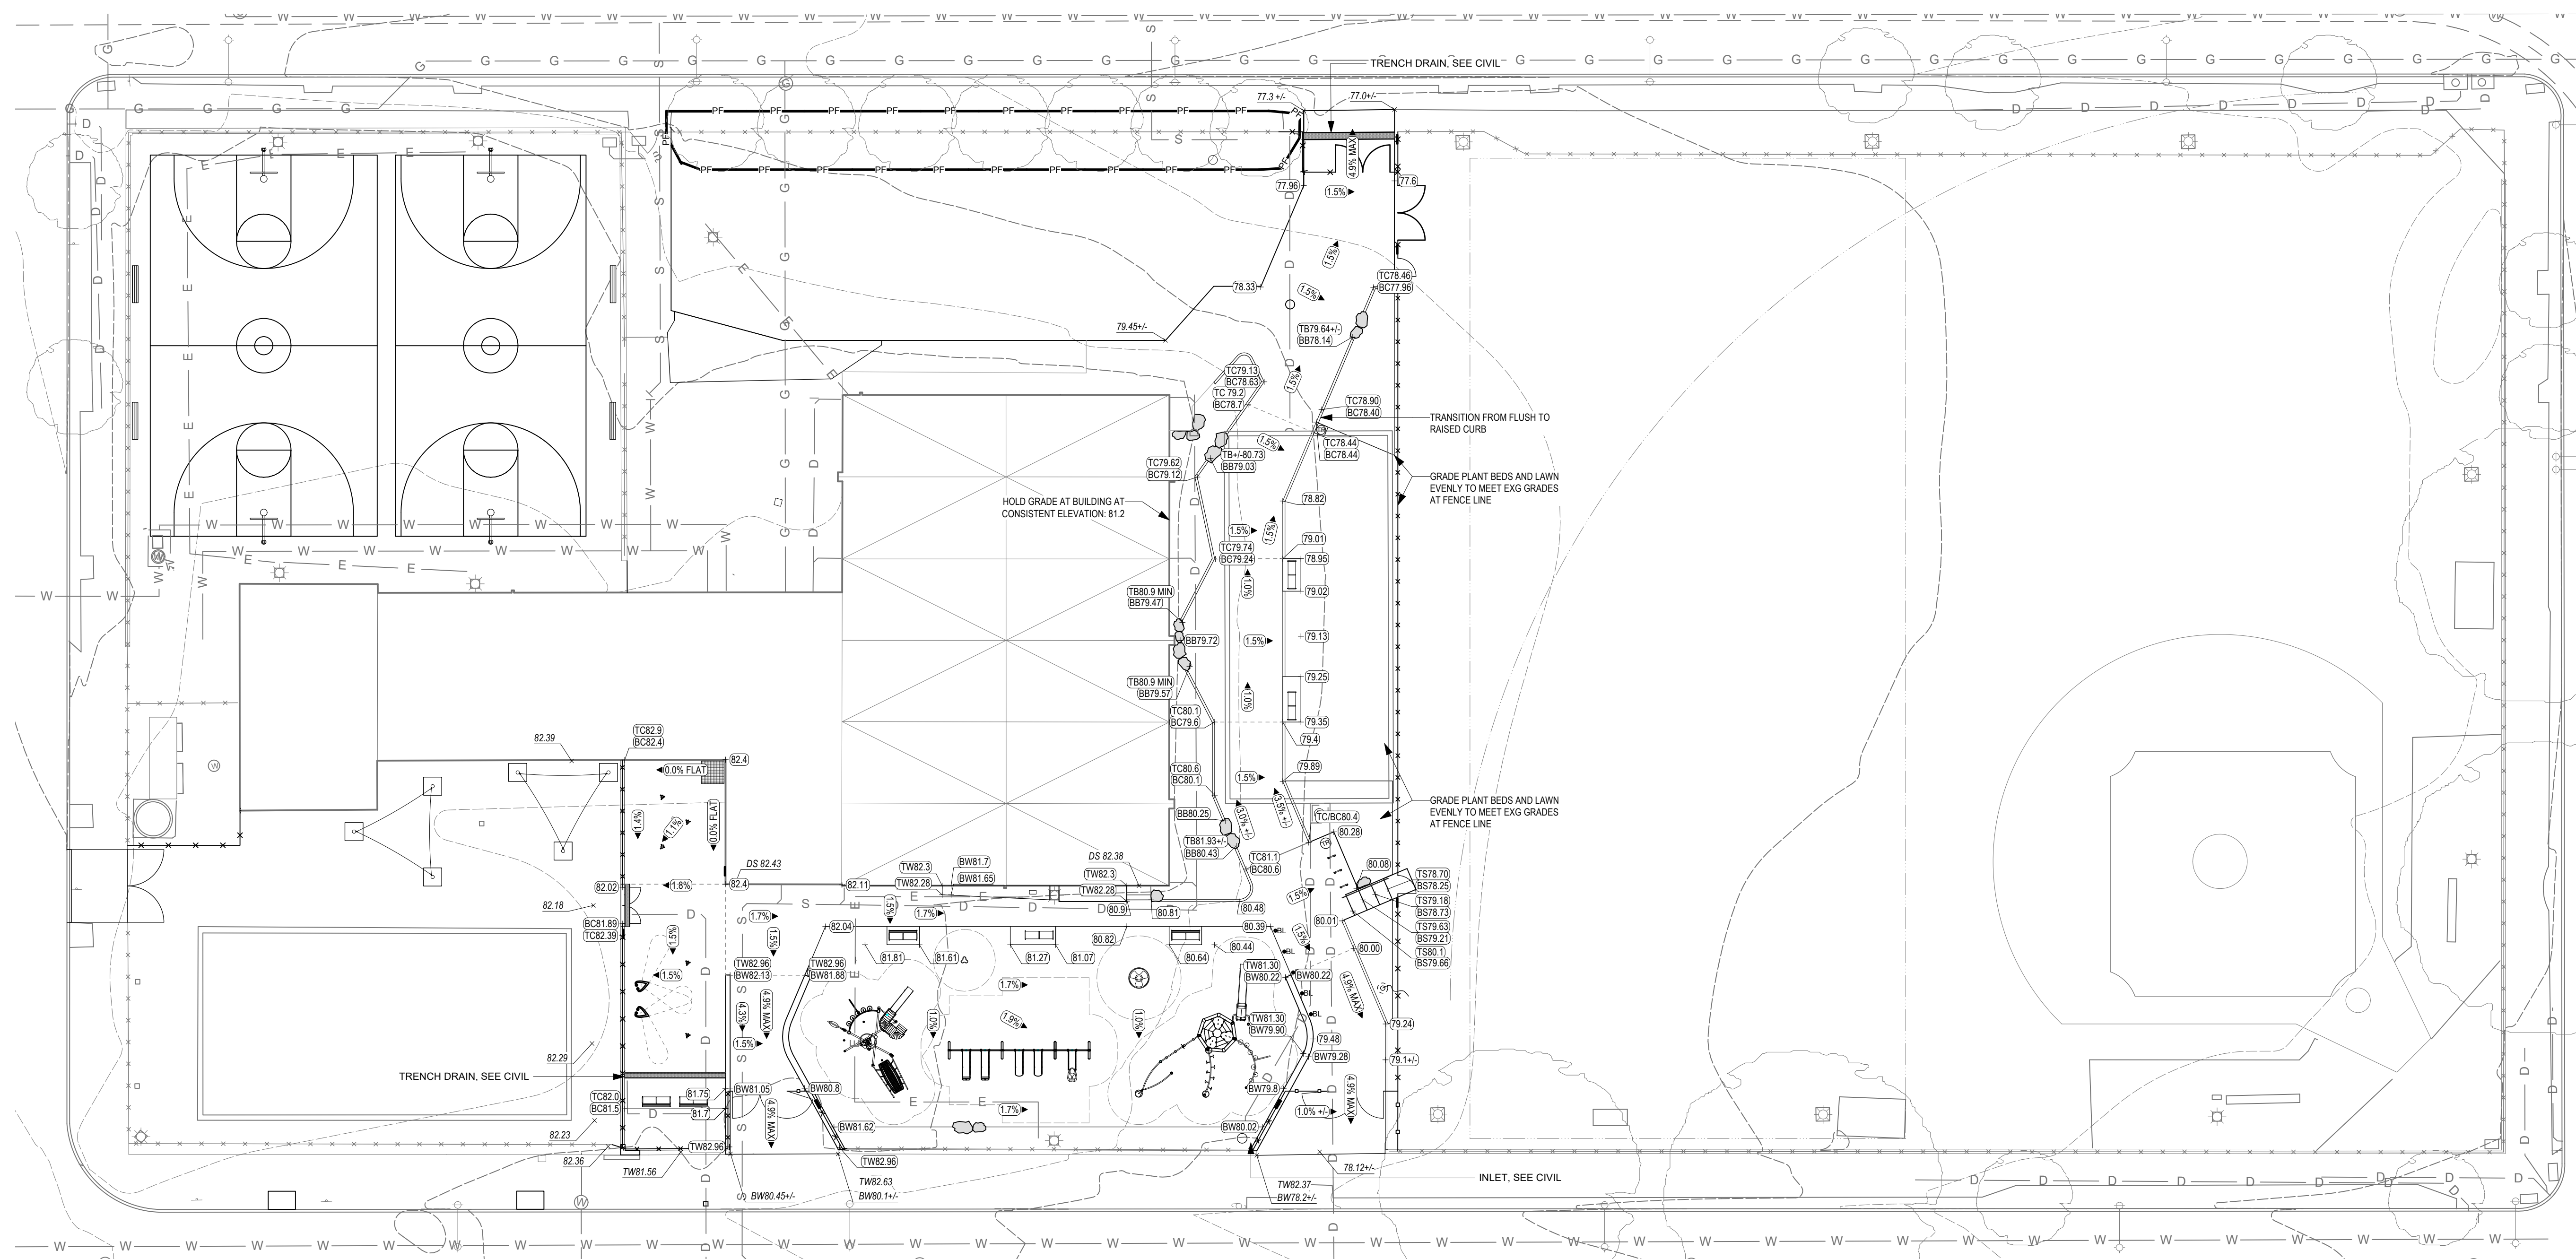 TRENCH DRAIN, SEE CIVIL
77.3 +/-
77.0+/-
4.9% MAX
77.96
1.5%
77.6
1.5%
TC78.46
BC77.96
78.33
1.5%
79.45+/-
TB79.64+/-
BB78.14
1.5%
TC79.13
BC78.63
TC 79.2
BC78.7
TC78.90
BC78.40
TRANSITION FROM FLUSH TO
RAISED CURB
1.5%
TC78.44
BC78.44
TB+/-80.73
BB79.03
TC79.62
BC79.12
GRADE PLANT BEDS AND LAWN
EVENLY TO MEET EXG GRADES
AT FENCE LINE
HOLD GRADE AT BUILDING AT
CONSISTENT ELEVATION: 81.2
78.82
1.5%
1.5%
79.01
TC79.74
BC79.24
78.95
1.0%
TB80.9 MIN
BB79.47
79.02
BB79.72
1.5%
79.13
TB80.9 MIN
BB79.57
79.25
1.0%
TC80.1
BC79.6
79.35
79.4
TC82.9
BC82.4
82.39
82.4
0.0% FLAT
0.0% FLAT
TC80.6
BC80.1
1.5%
79.89
GRADE PLANT BEDS AND LAWN
EVENLY TO MEET EXG GRADES
AT FENCE LINE
BB80.25
3.0% +/-
3.5% +/-
TC/BC80.4
80.28
1.4%
1.1%
TB81.93+/-
BB80.43
TC81.1
BC80.6
80.08
DS 82.43
82.4
82.11
TW82.3
TW82.28
BW81.7
BW81.65
DS 82.38
TW82.3
TW82.28
82.02
1.8%
82.18
TS78.70
BS78.25
TS79.18
BS78.73
TS79.63
BS79.21
TS80.1
BS79.66
1.5%
80.9
80.81
80.48
1.7%
1.5%
1.7%
BC81.89
TC82.39
82.04
80.82
80.39
BL
80.01
1.5%
1.5%
1.5%
81.81
81.61
81.27
81.07
80.64
80.44
BL
80.00
TW82.96
BW82.13
TW82.96
BW81.88
TW81.30
BW80.22
BW80.22
1.5%
1.7%
4.9% MAX
BL
4.3%
4.9% MAX
1.0%
1.9%
1.0%
TW81.30
BW79.90
BL
79.24
1.5%
79.48
BW79.28
79.1+/-
82.29
TRENCH DRAIN, SEE CIVIL
BW81.05
BW80.8
BW79.8
4.9% MAX
TC82.0
BC81.5
81.75
81.7
4.9% MAX
1.7%
1.0% +/-
BW81.62
BW80.02
82.23
TW82.96
82.36
TW81.56
TW82.96
78.12+/-
INLET, SEE CIVIL
BW80.45+/-
TW82.63
BW80.1+/-
TW82.37
BW78.2+/-